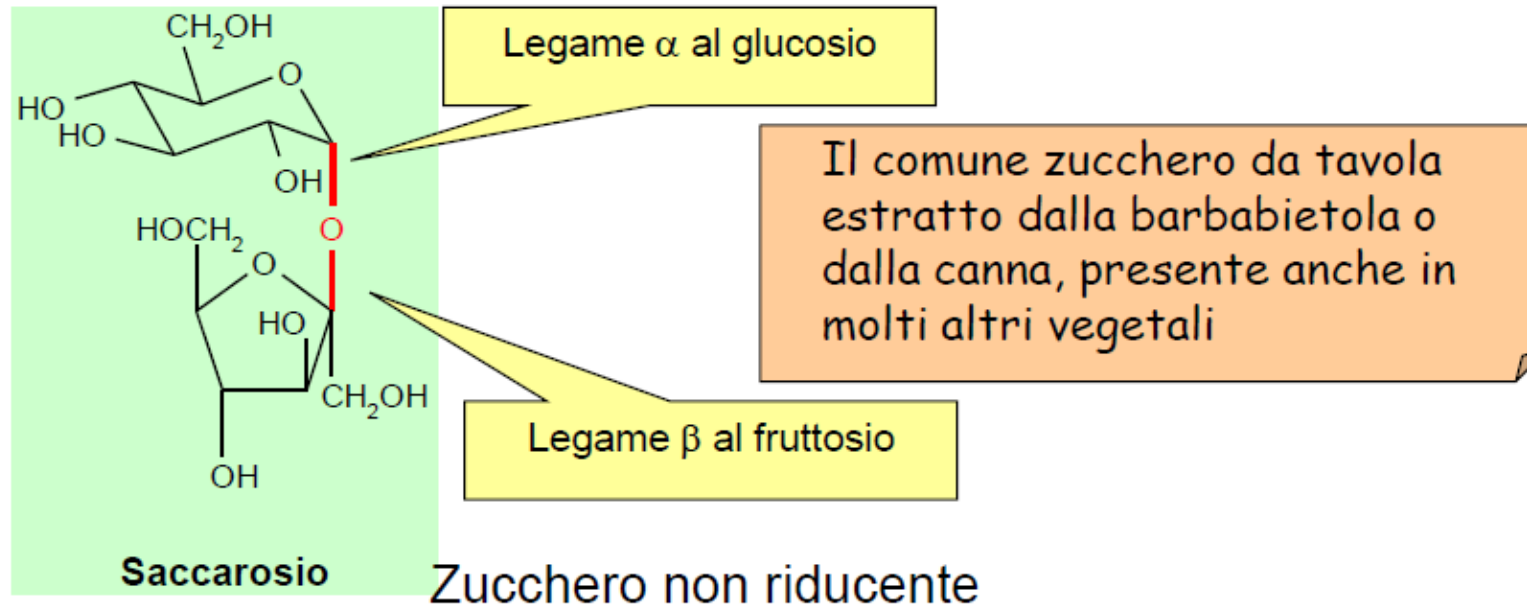 CH2OH
Legame α al glucosio
O
HO
HO
OH
Il comune zucchero da tavola
estratto dalla barbabietola o
dalla canna, presente anche in
molti altri vegetali
O
HOCH2
O
HO
CH2OH
Legame β al fruttosio
OH
Saccarosio
Zucchero non riducente